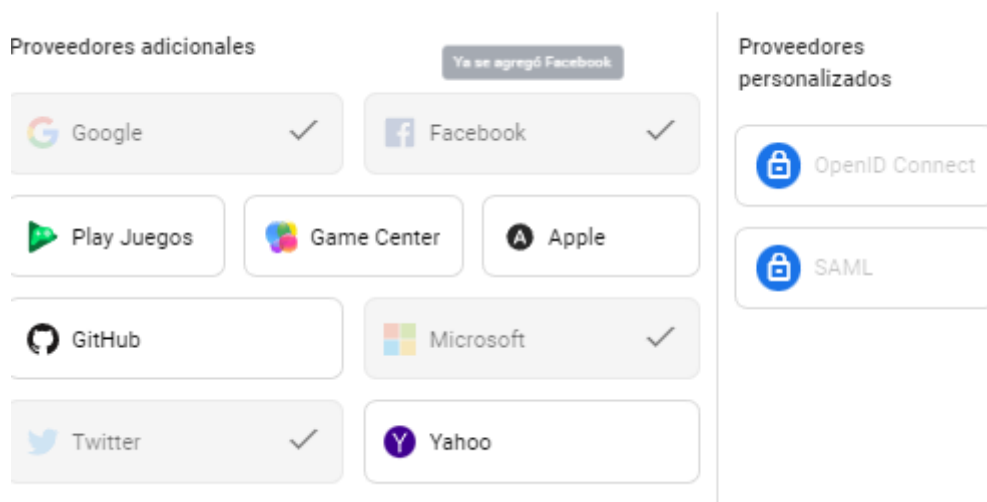 Proveedores adicionales
Ya se agregó Facebook
Google
Facebook
Play Juegos
Game Center
Apple
GitHub
Microsoft
Twitter
Yahoo
Proveedores
personalizados
OpenID Connect
SAML